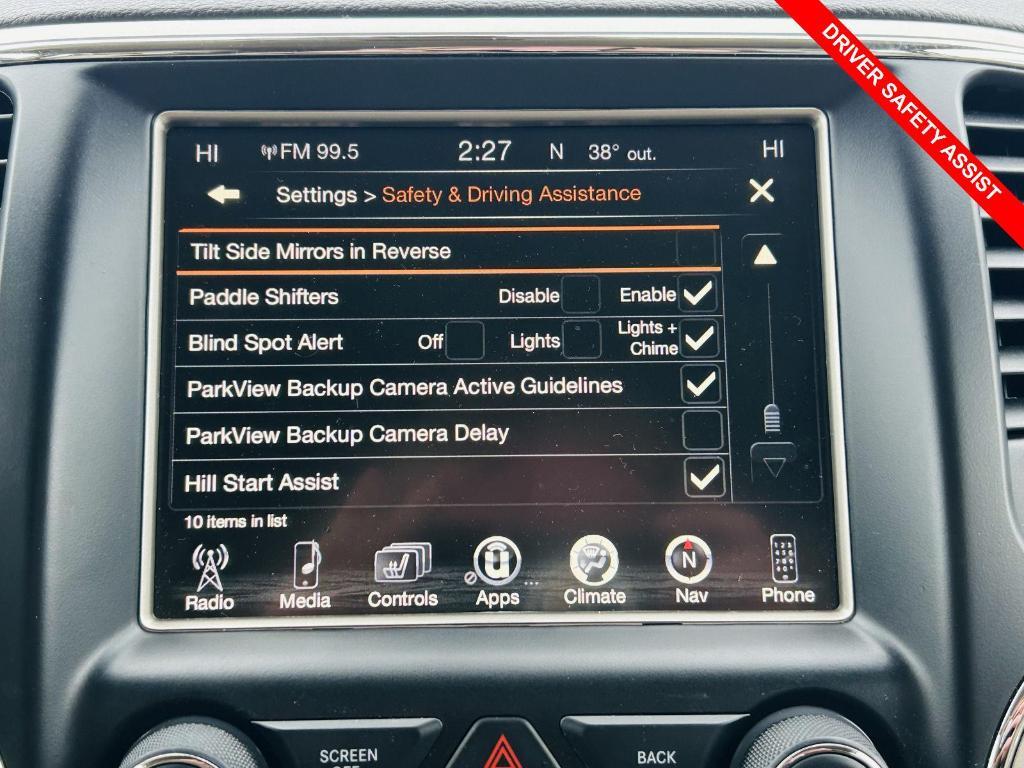 DRIVER SAFETY ASSIST
HI FM 99.5 2:27 N 38° out. HI
Settings > Safety & Driving Assistance
Tilt Side Mirrors in Reverse
Paddle Shifters Disable Enable
Blind Spot Alert Off Lights Lights +
Chime
ParkView Backup Camera Active Guidelines
ParkView Backup Camera Delay
Hill Start Assist
10 items in list
Radio Media Controls Apps Climate Nav Phone
N
SCREEN BACK
OFF